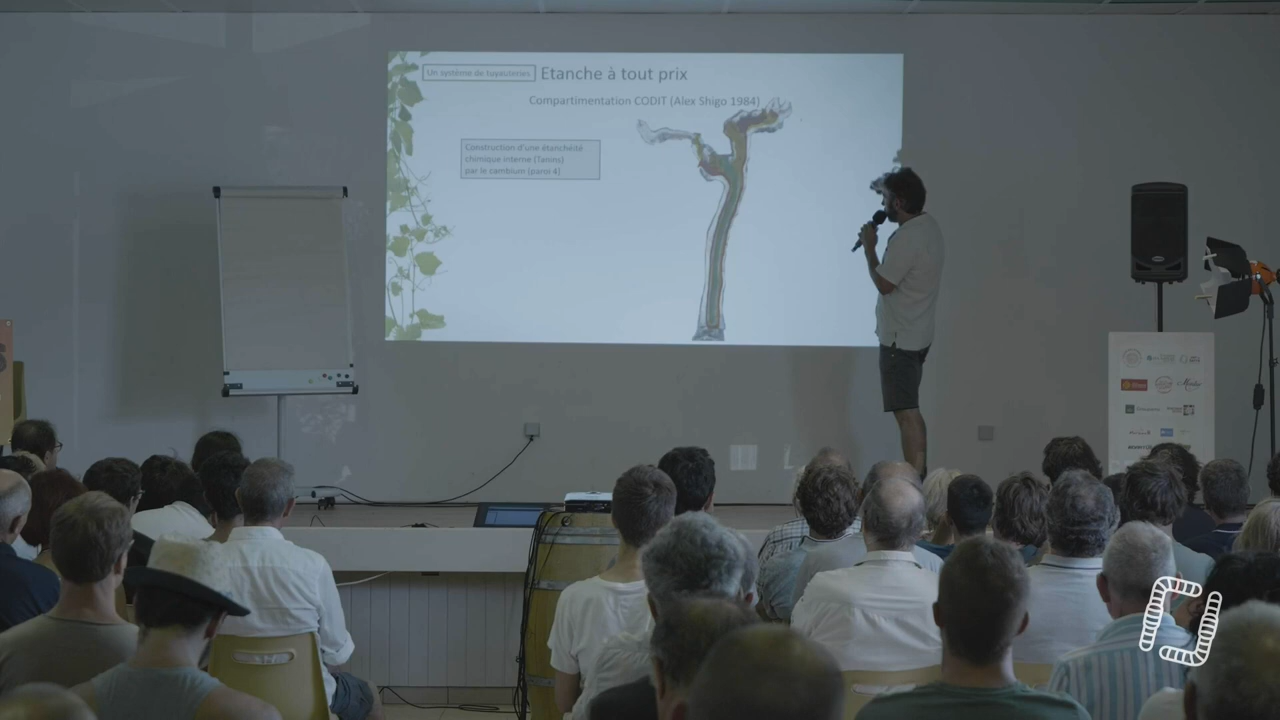 Un système de tuyauteries
Etanche à tout prix
Compartimentation CODIT (Alex Shigo 1984)
Construction d'une étanchéité
chimique interne (Tanins)
par le cambium (paroi 4)